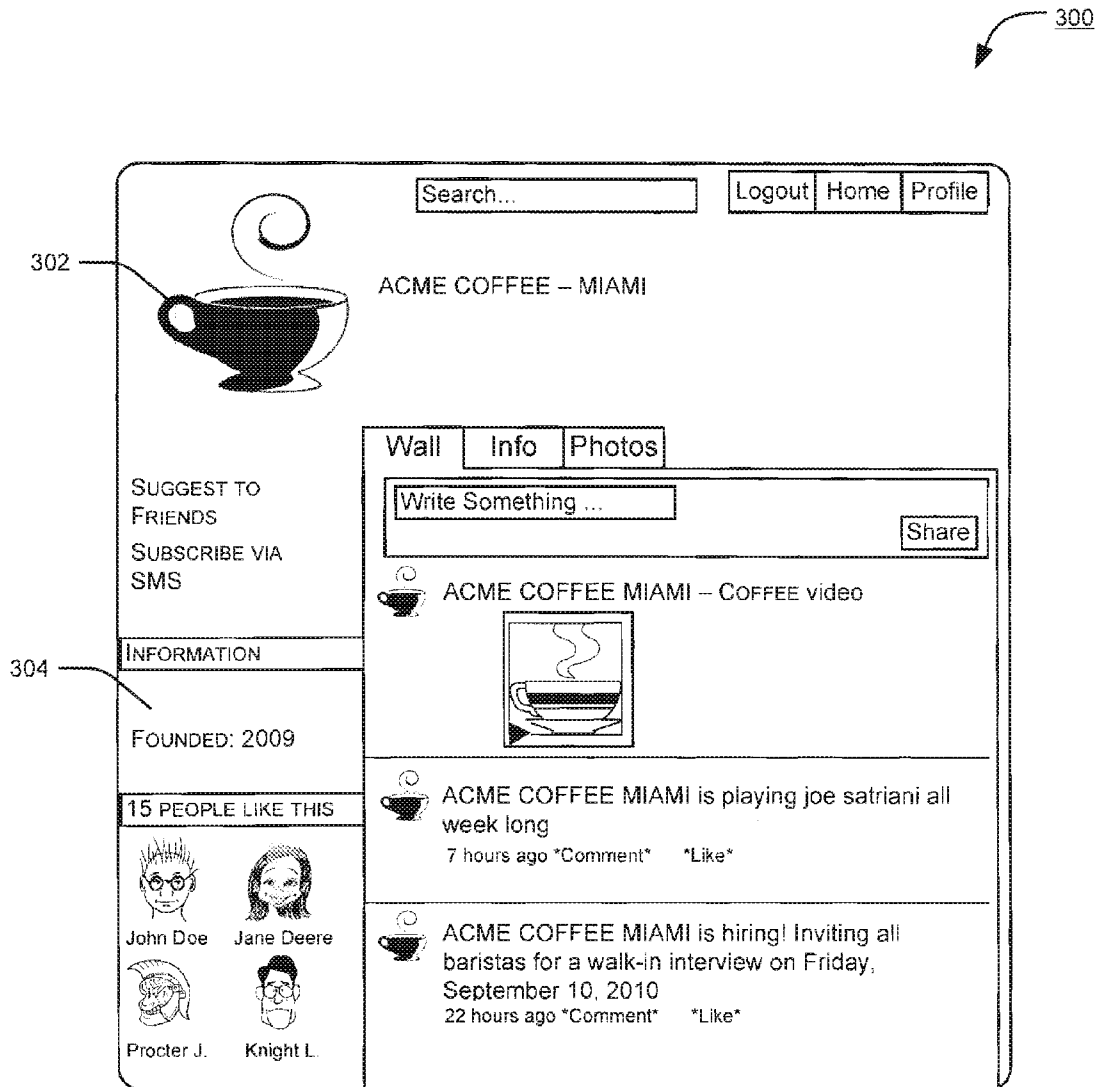 300
Search...
Logout Home Profile
302
ACME COFFEE – MIAMI
Wall Info Photos
SUGGEST TO
FRIENDS
SUBSCRIBE VIA
SMS
Write Something ...
Share
ACME COFFEE MIAMI – COFFEE video
INFORMATION
304
FOUNDED: 2009
15 PEOPLE LIKE THIS
John Doe Jane Deere
Procter J. Knight L.
ACME COFFEE MIAMI is playing joe satriani all
week long
7 hours ago *Comment* *Like*
ACME COFFEE MIAMI is hiring! Inviting all
baristas for a walk-in interview on Friday,
September 10, 2010
22 hours ago *Comment* *Like*